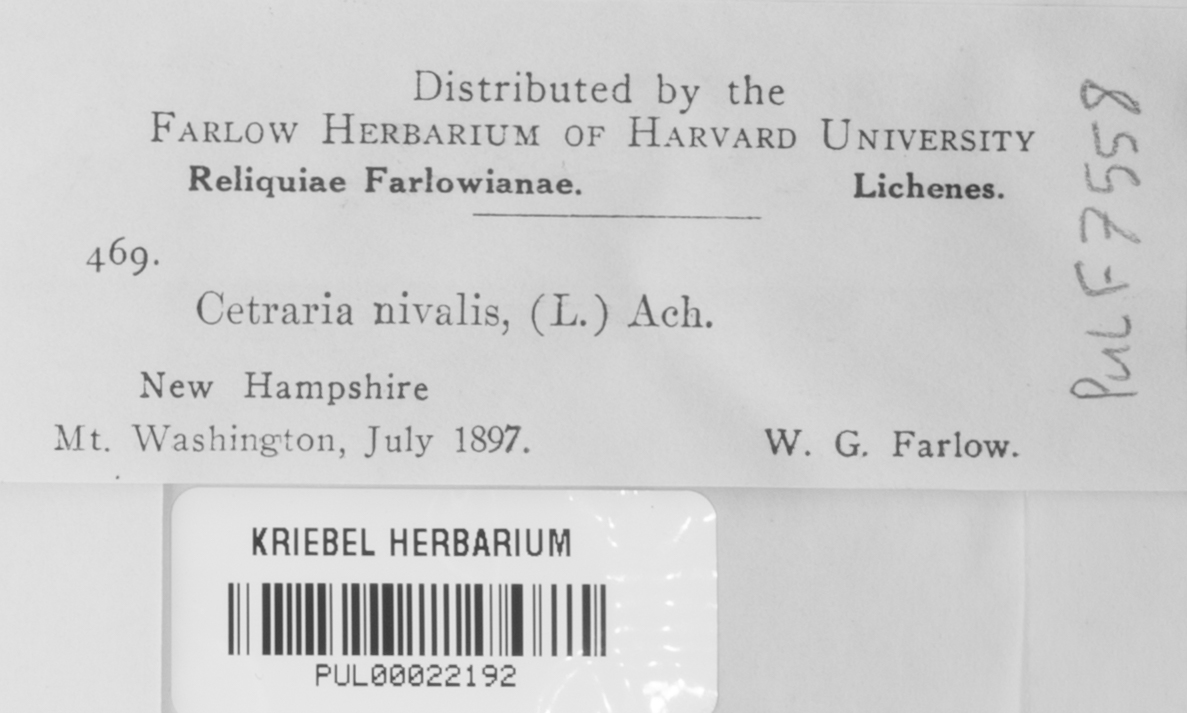 Distributed by the
FARLOW HERBARIUM OF HARVARD UNIVERSITY
Reliquiae Farlowianae. Lichenes.
469.
Cetraria nivalis, (L.) Ach.
New Hampshire
Mt. Washington, July 1897. W. G. Farlow.
PUL F7558
KRIEBEL HERBARIUM
PUL00022192